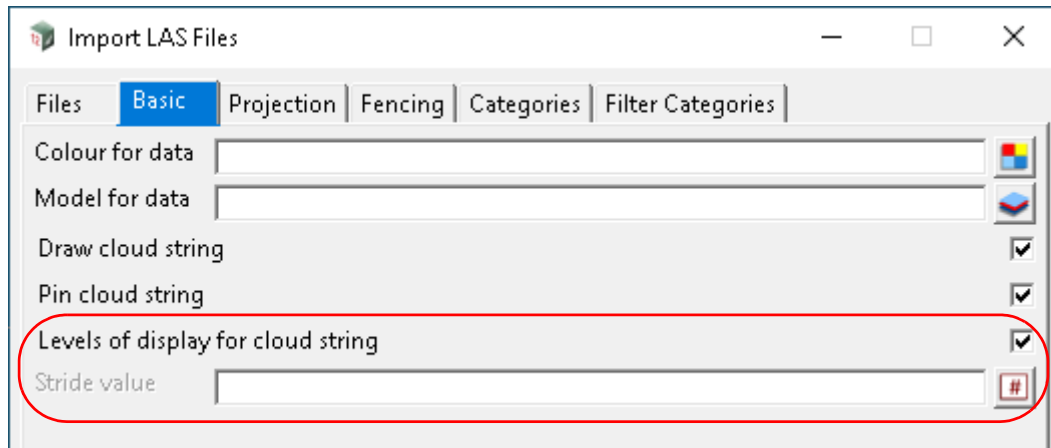 Import LAS Files
Files Basic Projection Fencing Categories Filter Categories
Colour for data
Model for data
Draw cloud string
Pin cloud string
Levels of display for cloud string
Stride value #